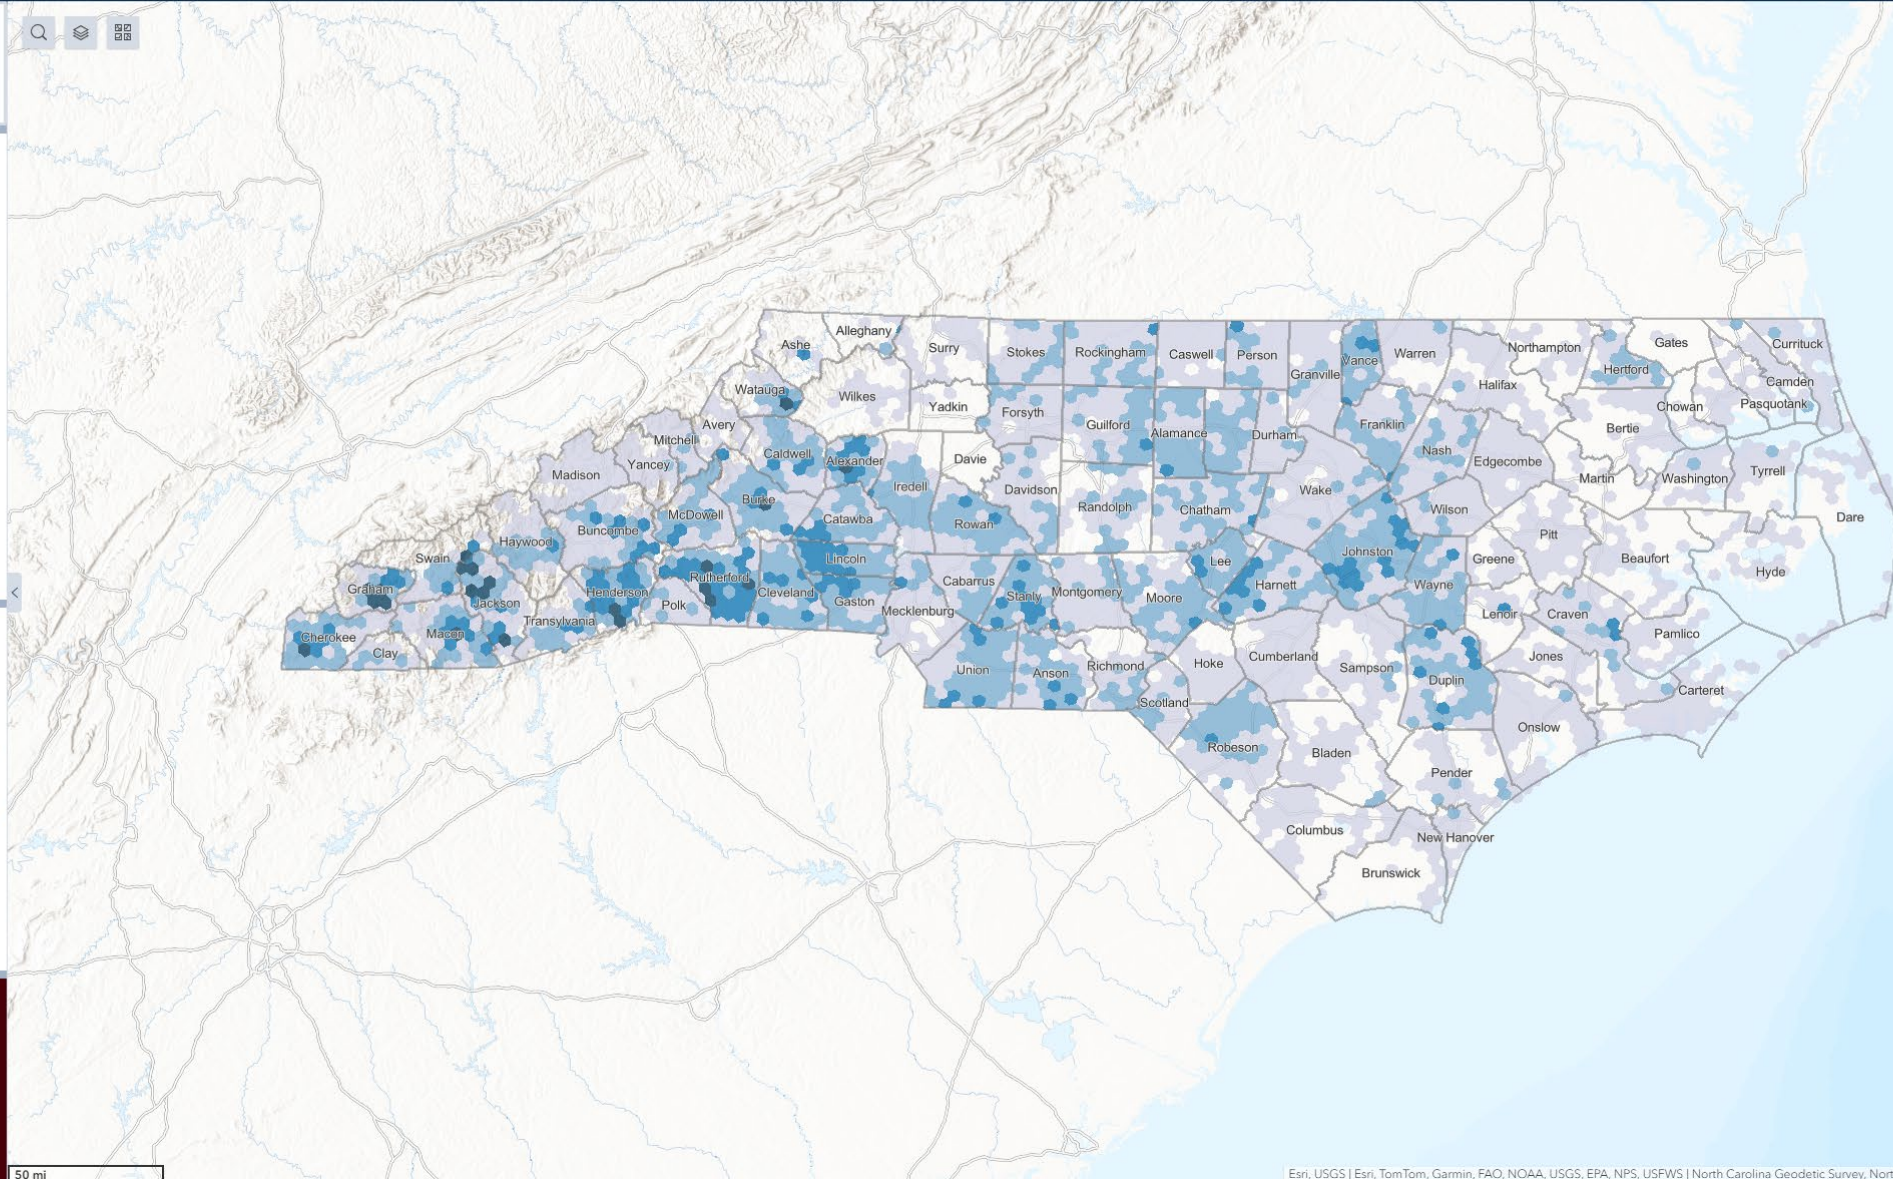 Alleghany
Ashe
Surry
Stokes
Rockingham
Caswell
Person
Granville
Vance
Warren
Northampton
Gates
Currituck
Hertford
Halifax
Camden
Watauga
Wilkes
Yadkin
Forsyth
Guilford
Alamance
Durham
Franklin
Chowan
Pasquotank
Bertie
Avery
Mitchell
Caldwell
Alexander
Davie
Nash
Edgecombe
Madison
Yancey
Iredell
Davidson
Wake
Martin
Washington
Tyrrell
Burke
McDowell
Catawba
Rowan
Randolph
Chatham
Wilson
Dare
Buncombe
Haywood
Pitt
Swain
Lincoln
Lee
Johnston
Greene
Beaufort
Hyde
Graham
Jackson
Henderson
Rutherford
Cleveland
Cabarrus
Stanly
Montgomery
Harnett
Wayne
Polk
Gaston
Mecklenburg
Moore
Lenoir
Craven
Transylvania
Cherokee
Macon
Clay
Pamlico
Union
Anson
Richmond
Hoke
Cumberland
Sampson
Duplin
Jones
Scotland
Carteret
Onslow
Robeson
Bladen
Pender
Columbus
New Hanover
Brunswick
50 mi
Esri, USGS | Esri, TomTom, Garmin, FAO, NOAA, USGS, EPA, NPS, USFWS | North Carolina Geodetic Survey, Nort